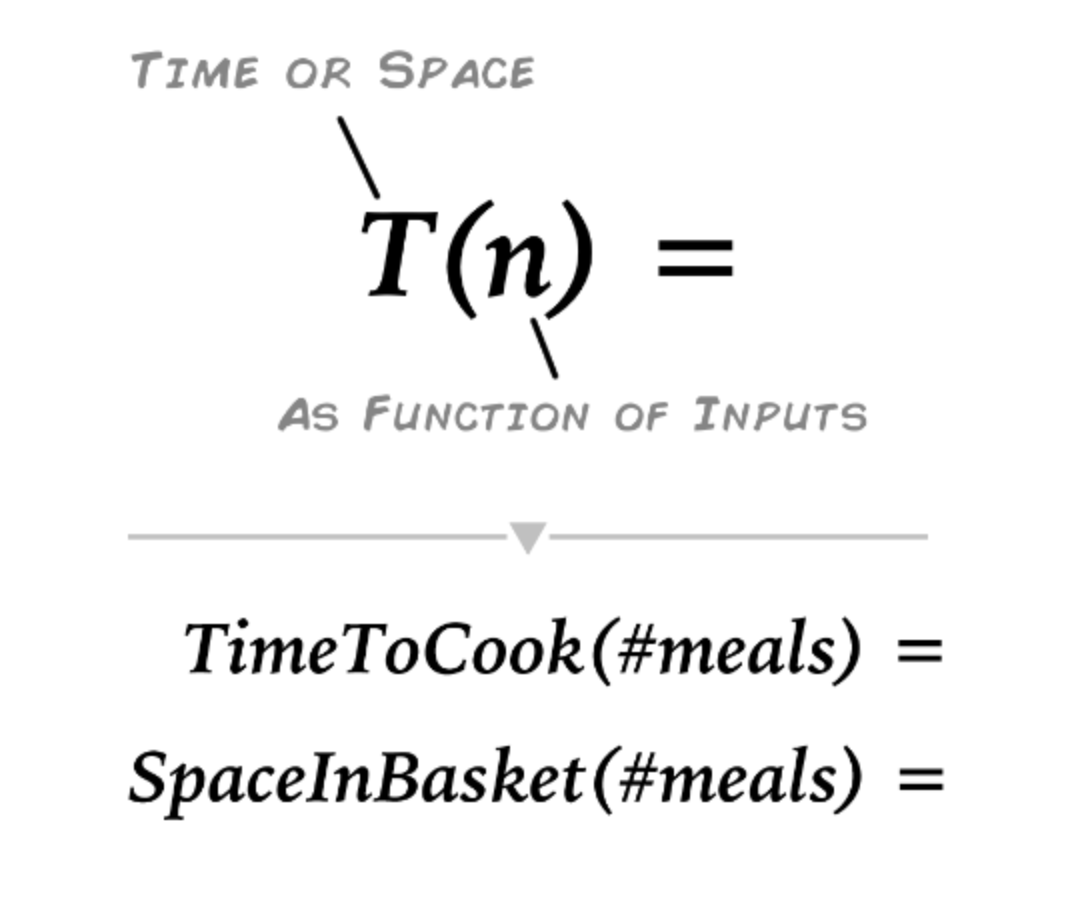 Time or Space
T(n) =
As Function of Inputs
TimeToCook(#meals) =
SpaceInBasket(#meals) =